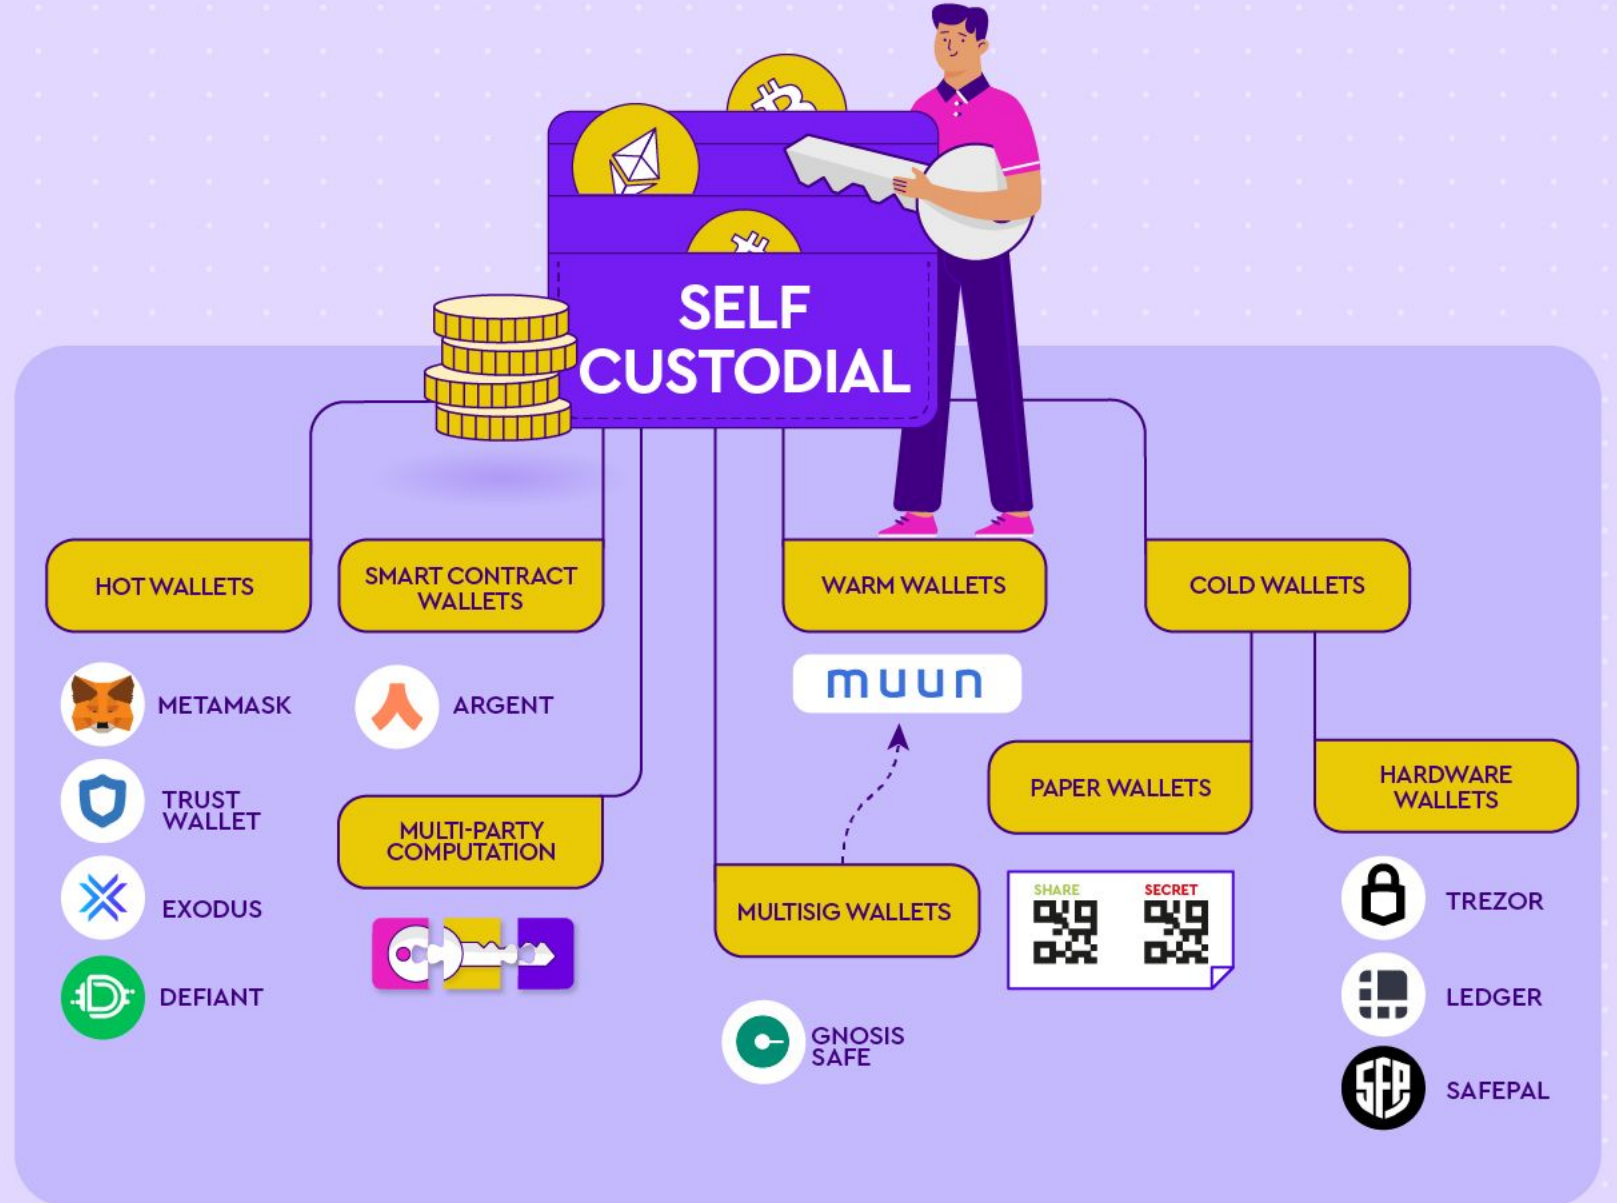 SELF
CUSTODIAL
HOT WALLETS
METAMASK
TRUST
WALLET
EXODUS
DEFIANT
SMART CONTRACT
WALLETS
ARGENT
MULTI-PARTY
COMPUTATION
MULTISIG WALLETS
GNOSIS
SAFE
WARM WALLETS
muun
COLD WALLETS
PAPER WALLETS
SHARE
SECRET
HARDWARE
WALLETS
TREZOR
LEDGER
SFP
SAFEPAL